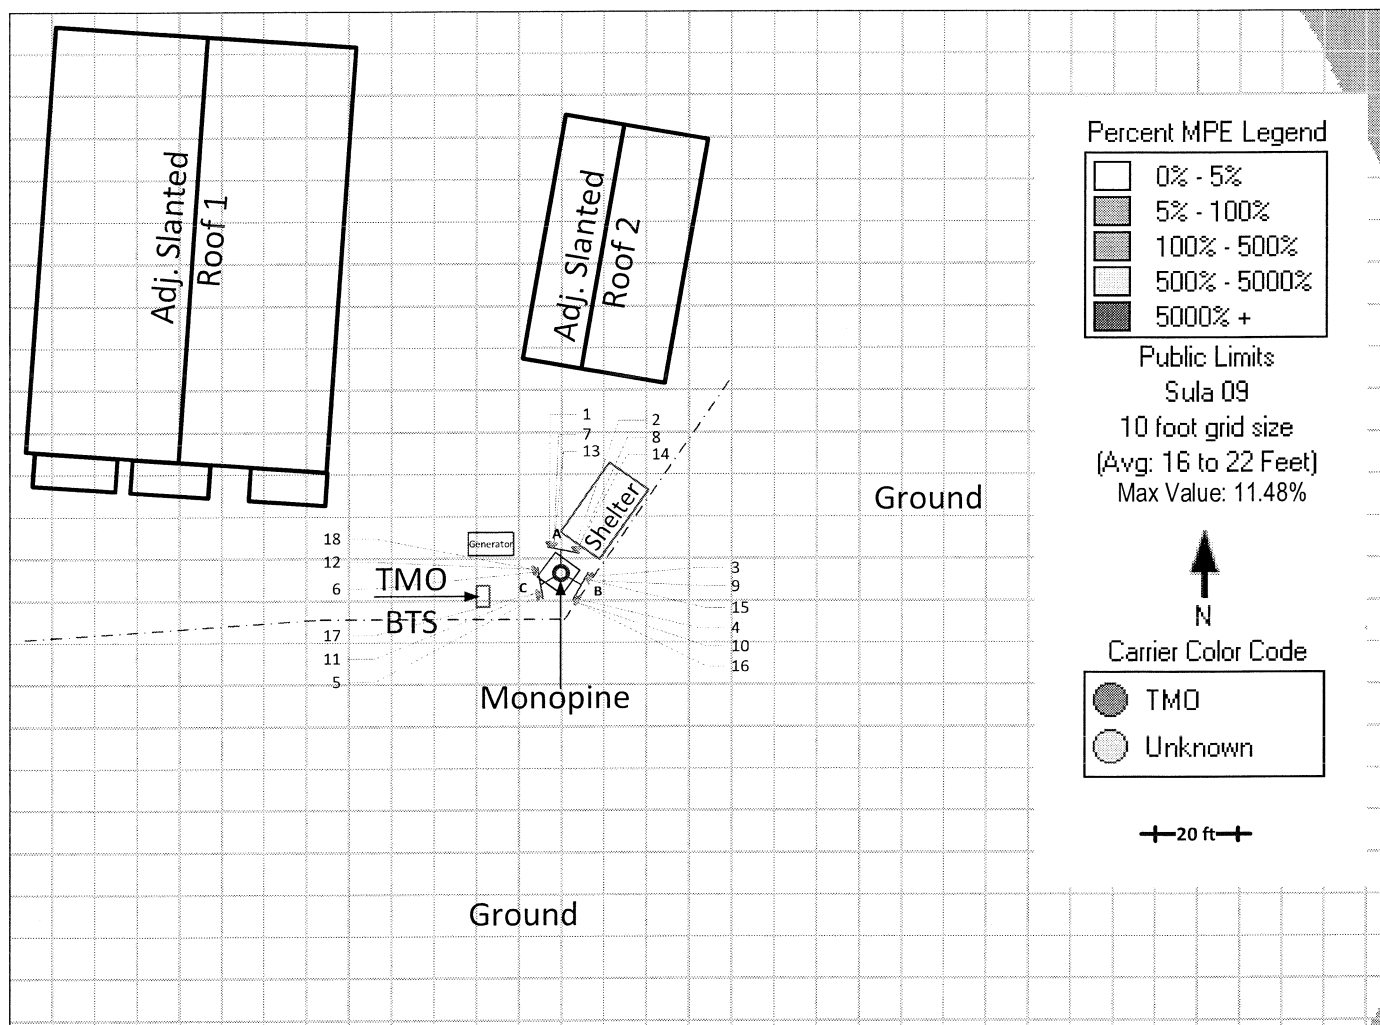 Adj. Slanted
Roof 1
Adj. Slanted
Roof 2
Percent MPE Legend
0% - 5%
5% - 100%
100% - 500%
500% - 5000%
5000% +
Public Limits
Sula 09
10 foot grid size
(Avg: 16 to 22 Feet)
Max Value: 11.48%
1
2
7
8
13
14
Shelter
Ground
A
18
Generator
12
TMO
6
C
B
3
9
15
BTS
17
4
11
10
5
16
Monopine
N
Carrier Color Code
TMO
Unknown
20 ft
Ground